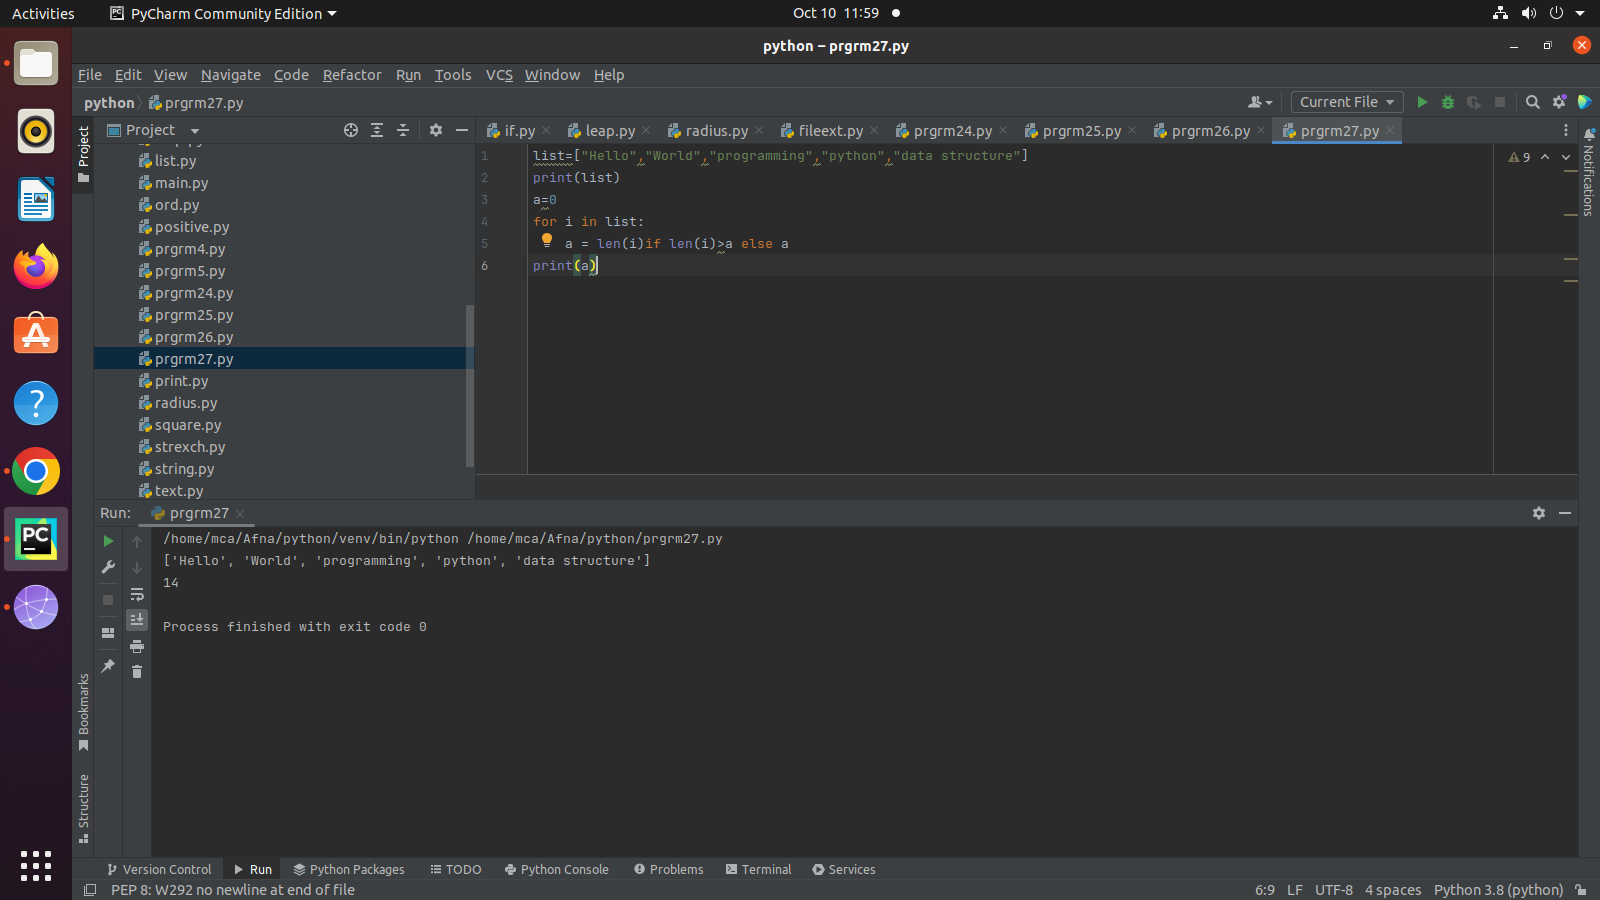 Activities
PyCharm Community Edition
Oct 10 11:59
python – prgrm27.py
File Edit View Navigate Code Refactor Run Tools VCS Window Help
python prgrm27.py
Current File
Project
if.py leap.py radius.py fileext.py prgrm24.py prgrm25.py prgrm26.py prgrm27.py
Project
list.py
main.py
ord.py
positive.py
prgrm4.py
prgrm5.py
prgrm24.py
prgrm25.py
prgrm26.py
prgrm27.py
print.py
radius.py
square.py
strexch.py
string.py
text.py
1 list=["Hello","World","programming","python","data structure"]
2 print(list)
3 a=0
4 for i in list:
5 a = len(i)if len(i)>a else a
6 print(a)
9
Notifications
Run: prgrm27
/home/mca/Afna/python/venv/bin/python /home/mca/Afna/python/prgrm27.py
['Hello', 'World', 'programming', 'python', 'data structure']
14
Process finished with exit code 0
Bookmarks
Structure
Version Control Run Python Packages TODO Python Console Problems Terminal Services
PEP 8: W292 no newline at end of file
6:9 LF UTF-8 4 spaces Python 3.8 (python)
PC
PC